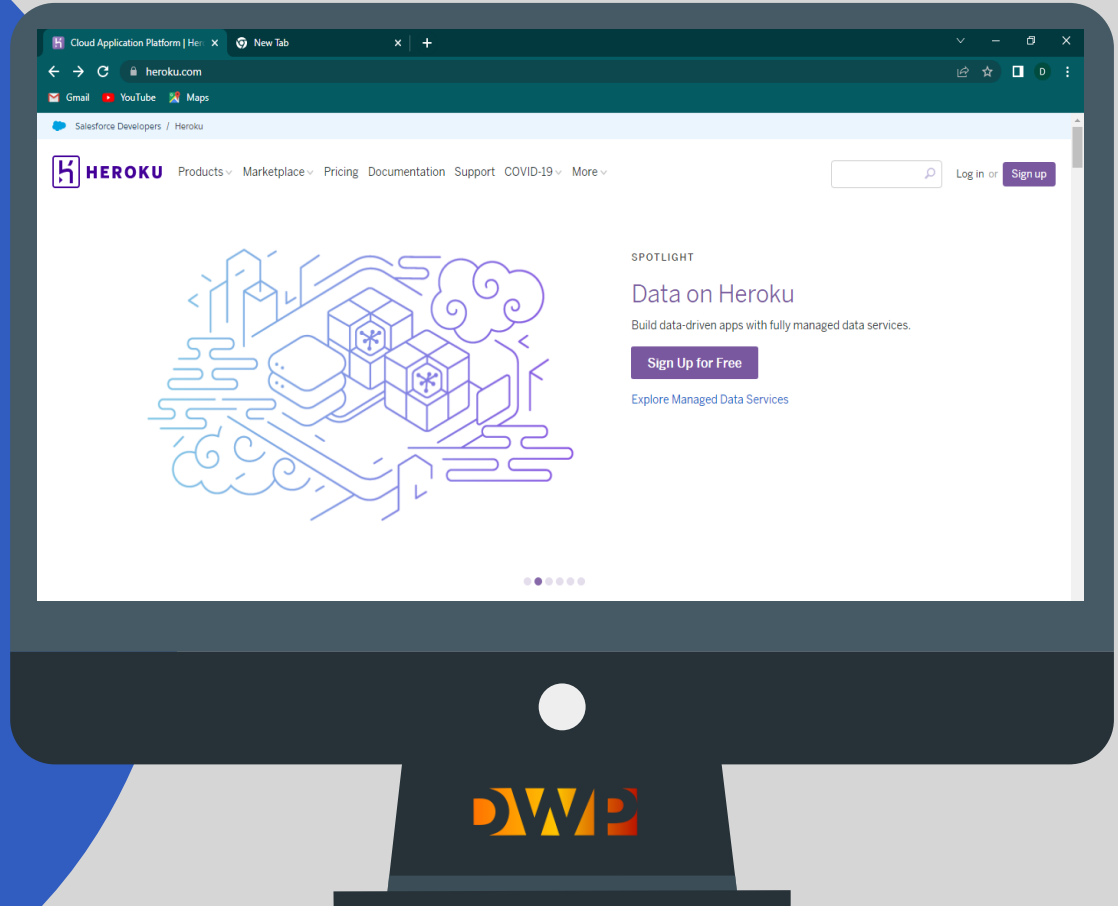 Cloud Application Platform | Her
New Tab
heroku.com
D
Gmail
YouTube
Maps
Salesforce Developers / Heroku
HEROKU Products Marketplace Pricing Documentation Support COVID-19 More Log in or Sign up
SPOTLIGHT
Data on Heroku
Build data-driven apps with fully managed data services.
Sign Up for Free
Explore Managed Data Services
DWP